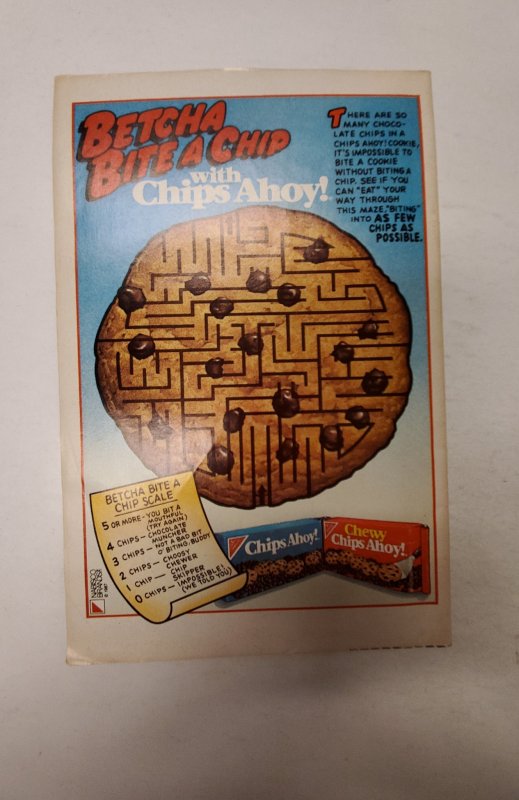 BETCHA
BITE A CHIP
with
Chips Ahoy!
THERE ARE SO
MANY CHOCO-
LATE CHIPS IN A
CHIPS AHOY! COOKIE,
IT'S IMPOSSIBLE TO
BITE A COOKIE
WITHOUT BITING A
CHIP. SEE IF YOU
CAN "EAT" YOUR
WAY THROUGH
THIS MAZE, "BITING"
INTO AS FEW
CHIPS AS
POSSIBLE.
BETCHA BITE A
CHIP SCALE
5 OR MORE - YOU BIT A
MOUTHFUL
(TRY AGAIN)
4 CHIPS - CHOCOLATE
MUNCHER
3 CHIPS - NOT A BAD BIT
O' BITING, BUDDY
2 CHIPS - CHOOSY
CHEWER
1 CHIP - CHIP
SKIPPER
0 CHIPS - IMPOSSIBLE!
(WE TOLD YOU)
Chips Ahoy!
Chewy
Chips Ahoy!
NABISCO
BRANDS
© 1987